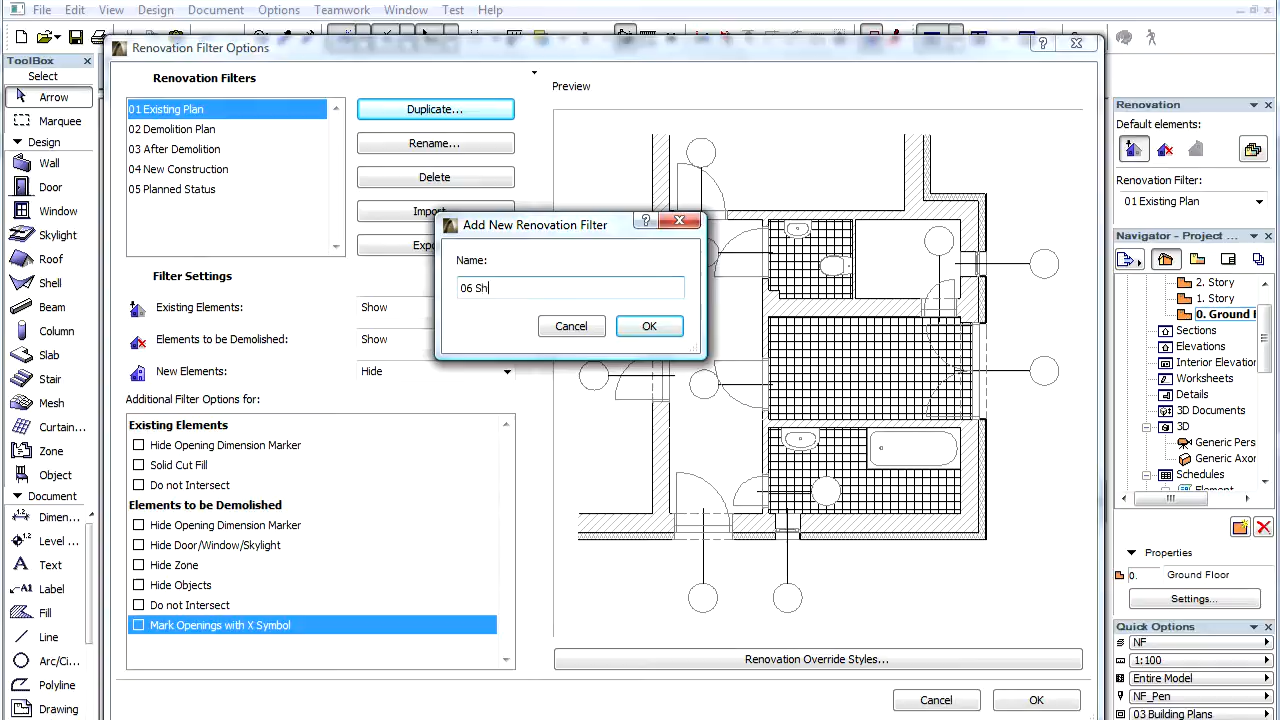 File Edit View Design Document Options Teamwork Window Test Help
Renovation Filter Options
ToolBox
Select
Arrow
Marquee
Design
Wall
Door
Window
Skylight
Roof
Shell
Beam
Column
Slab
Stair
Mesh
Curtain...
Zone
Object
Document
Dimen...
Level ...
Text
Label
Fill
Line
Arc/Ci...
Polyline
Drawing
Renovation Filters
01 Existing Plan
02 Demolition Plan
03 After Demolition
04 New Construction
05 Planned Status
Duplicate...
Rename...
Delete
Import
Expo
Filter Settings
Existing Elements: Show
Elements to be Demolished: Show
New Elements: Hide
Additional Filter Options for:
Existing Elements
Hide Opening Dimension Marker
Solid Cut Fill
Do not Intersect
Elements to be Demolished
Hide Opening Dimension Marker
Hide Door/Window/Skylight
Hide Zone
Hide Objects
Do not Intersect
Mark Openings with X Symbol
Add New Renovation Filter
Name:
06 Sh
Cancel OK
Preview
Renovation Override Styles...
Cancel OK
Renovation
Default elements:
Renovation Filter:
01 Existing Plan
Navigator - Project ...
2. Story
1. Story
0. Ground
Sections
Elevations
Interior Elevation
Worksheets
Details
3D Documents
3D
Generic Pers
Generic Axon
Schedules
Element
Properties
0. Ground Floor
Settings...
Quick Options
NF
1:100
Entire Model
NF_Pen
03 Building Plans